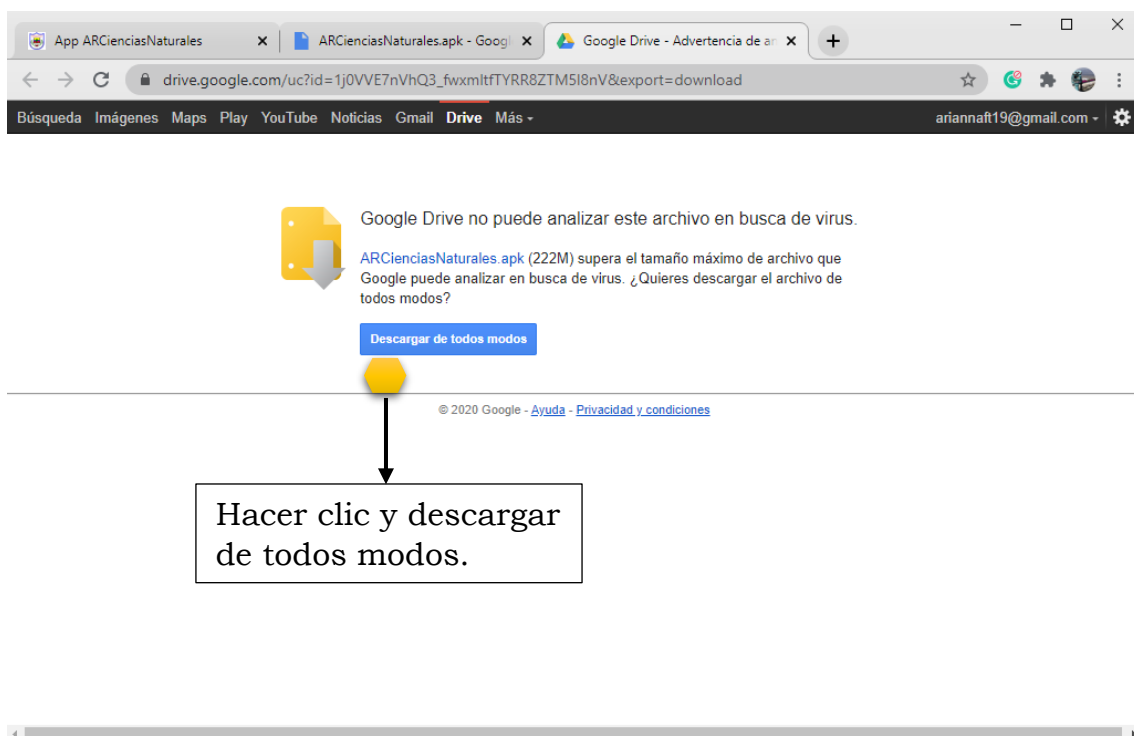 App ARCienciasNaturales
ARCienciasNaturales.apk - Googl
Google Drive - Advertencia de an
drive.google.com/uc?id=1j0VVE7nVhQ3_fwxmItfTYRR8ZTM5I8nV&export=download
Búsqueda Imágenes Maps Play YouTube Noticias Gmail Drive Más
ariannaft19@gmail.com
Google Drive no puede analizar este archivo en busca de virus.
ARCienciasNaturales.apk (222M) supera el tamaño máximo de archivo que
Google puede analizar en busca de virus. ¿Quieres descargar el archivo de
todos modos?
Descargar de todos modos
© 2020 Google - Ayuda - Privacidad y condiciones
Hacer clic y descargar
de todos modos.